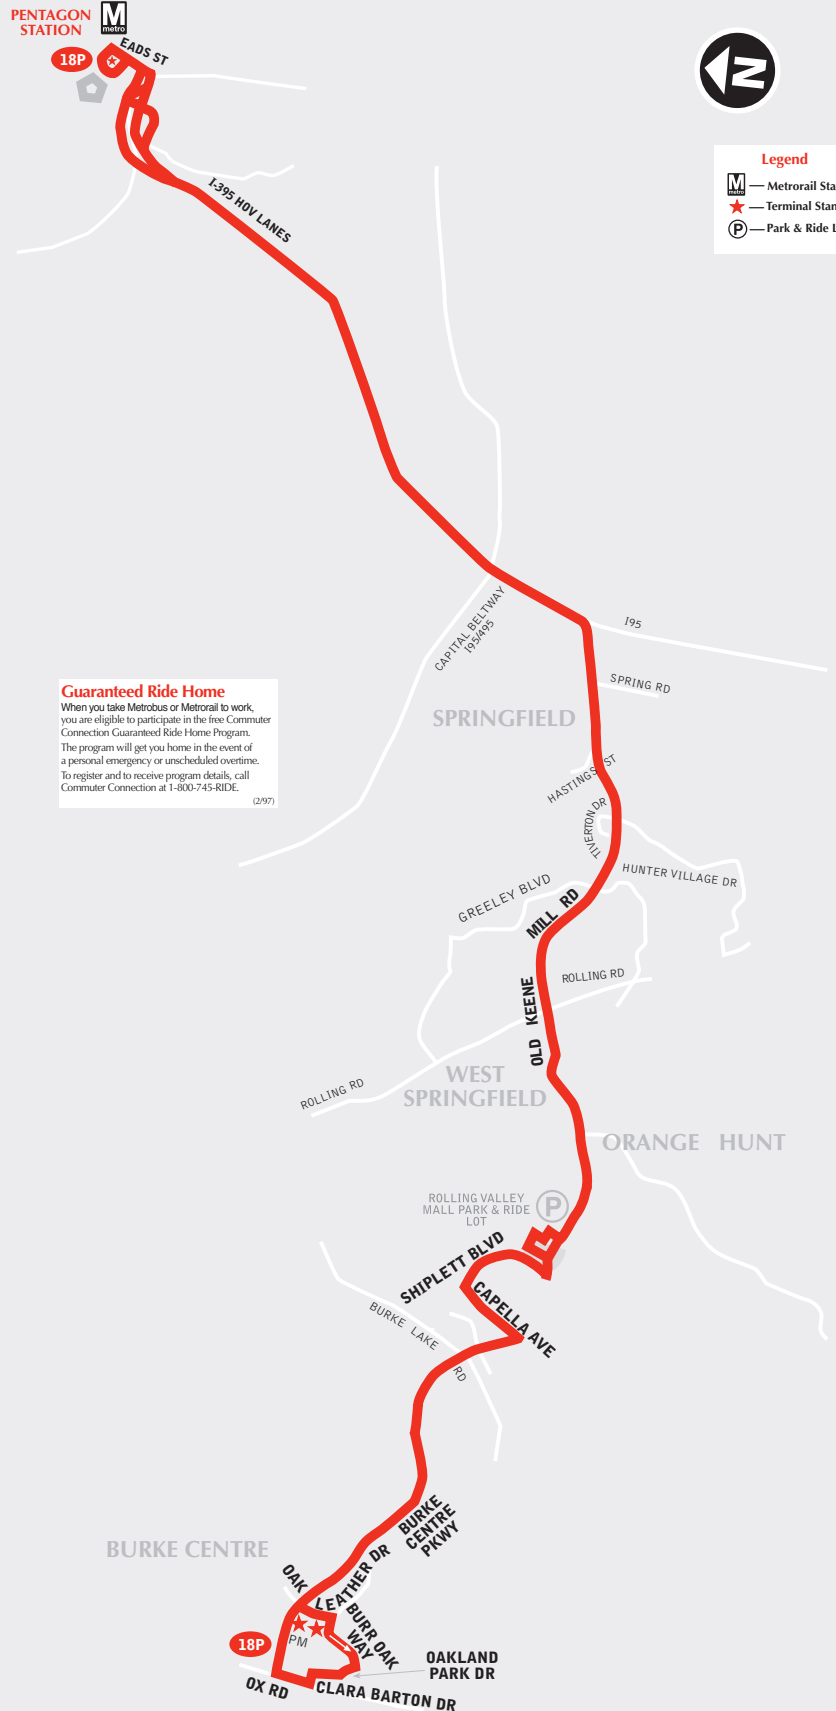 PENTAGON
STATION
M
metro
18P
EADS ST
N
Legend
M
metro
Metrorail Sta
Terminal Stan
P
Park & Ride L
I-395 HOV LANES
CAPITAL BELTWAY
I95/495
I95
SPRING RD
Guaranteed Ride Home
When you take Metrobus or Metrorail to work,
you are eligible to participate in the free Commuter
Connection Guaranteed Ride Home Program.
The program will get you home in the event of
a personal emergency or unscheduled overtime.
To register and to receive program details, call
Commuter Connection at 1-800-745-RIDE.
(2/97)
SPRINGFIELD
HASTINGS ST
TIVERTON DR
HUNTER VILLAGE DR
GREELEY BLVD
OLD KEENE MILL RD
ROLLING RD
ROLLING RD
WEST
SPRINGFIELD
ORANGE HUNT
ROLLING VALLEY
MALL PARK & RIDE
LOT
P
SHIPLETT BLVD
CAPELLA AVE
BURKE LAKE RD
BURKE
CENTRE
PKWY
BURKE CENTRE
OAK LEATHER DR
BURR OAK
WAY
PM
18P
OAKLAND
PARK DR
OX RD
CLARA BARTON DR